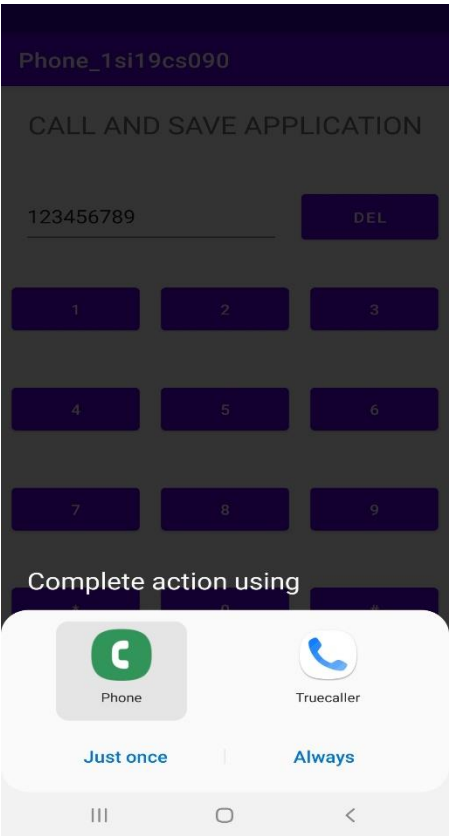 Phone_1si19cs090
CALL AND SAVE APPLICATION
123456789 DEL
1 2 3
4 5 6
7 8 9
Complete action using
* 0 #
Phone Truecaller
Just once Always